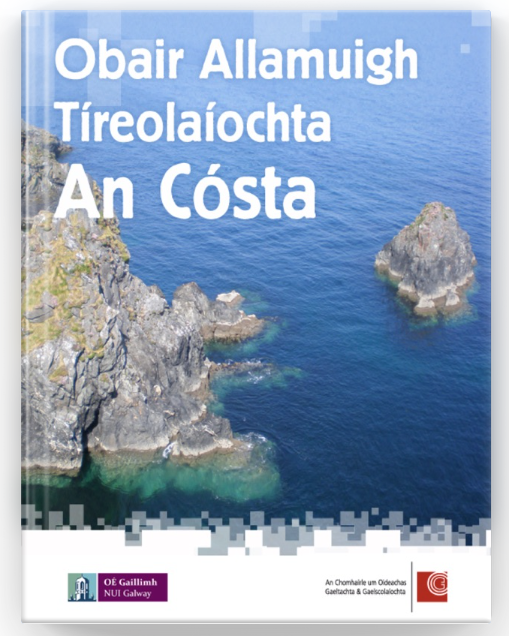 Obair Allamuigh
Tíreolaíochta
An Cósta
OÉ Gaillimh
NUI Galway
An Chomhairle um Oideachas
Gaeltachta & Gaelscolaíochta